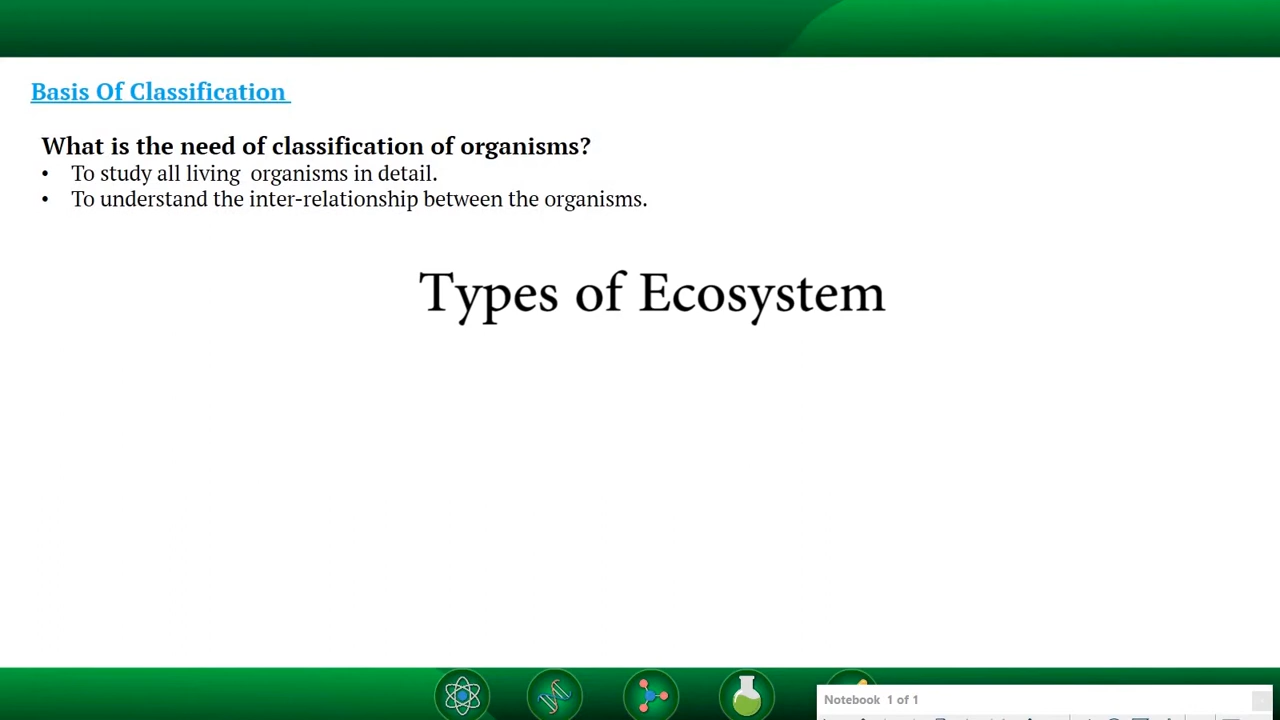 Basis Of Classification
What is the need of classification of organisms?
• To study all living organisms in detail.
• To understand the inter-relationship between the organisms.
Types of Ecosystem
Notebook 1 of 1